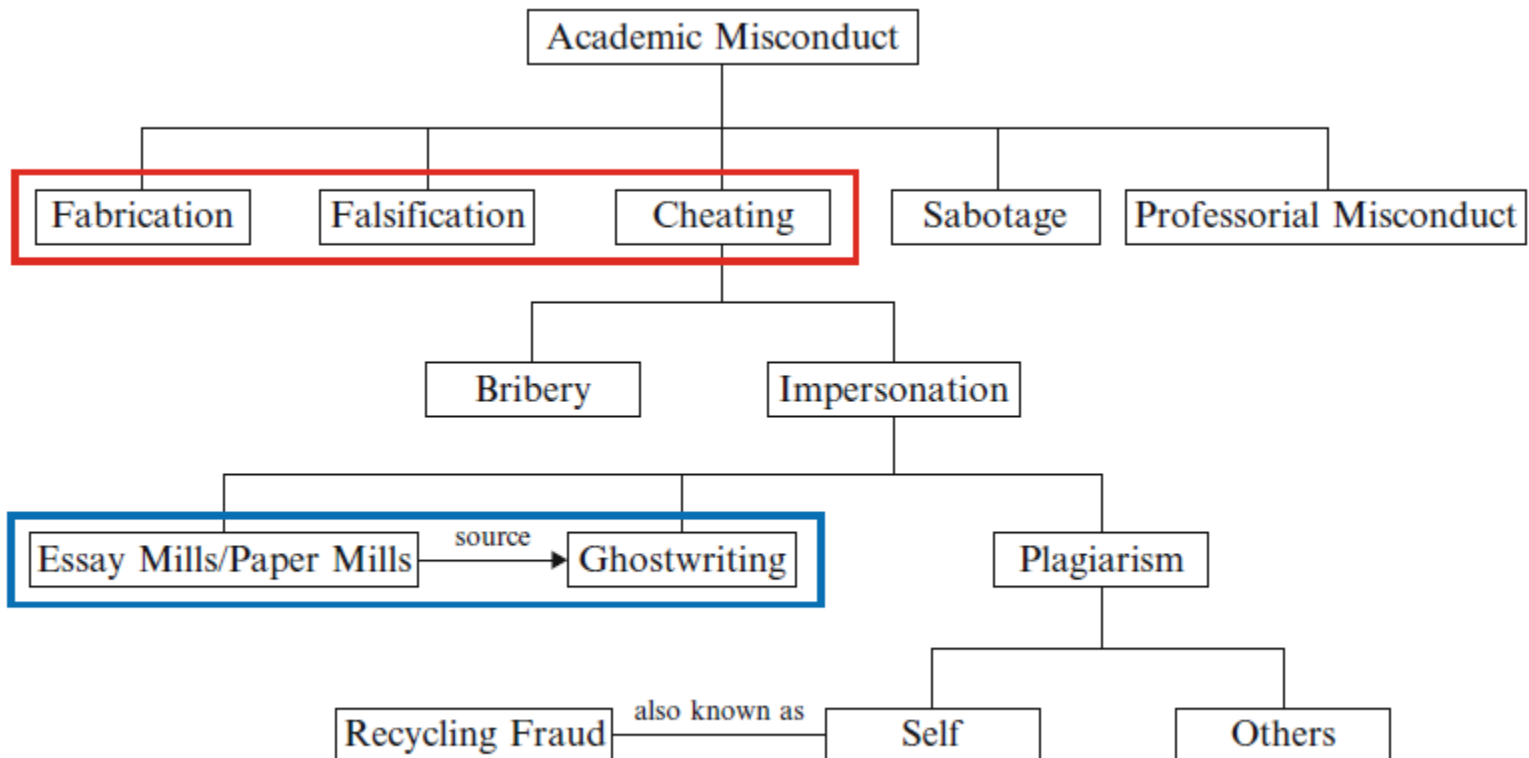 Academic Misconduct
Fabrication
Falsification
Cheating
Sabotage
Professorial Misconduct
Bribery
Impersonation
Essay Mills/Paper Mills
source
Ghostwriting
Plagiarism
Recycling Fraud
also known as
Self
Others